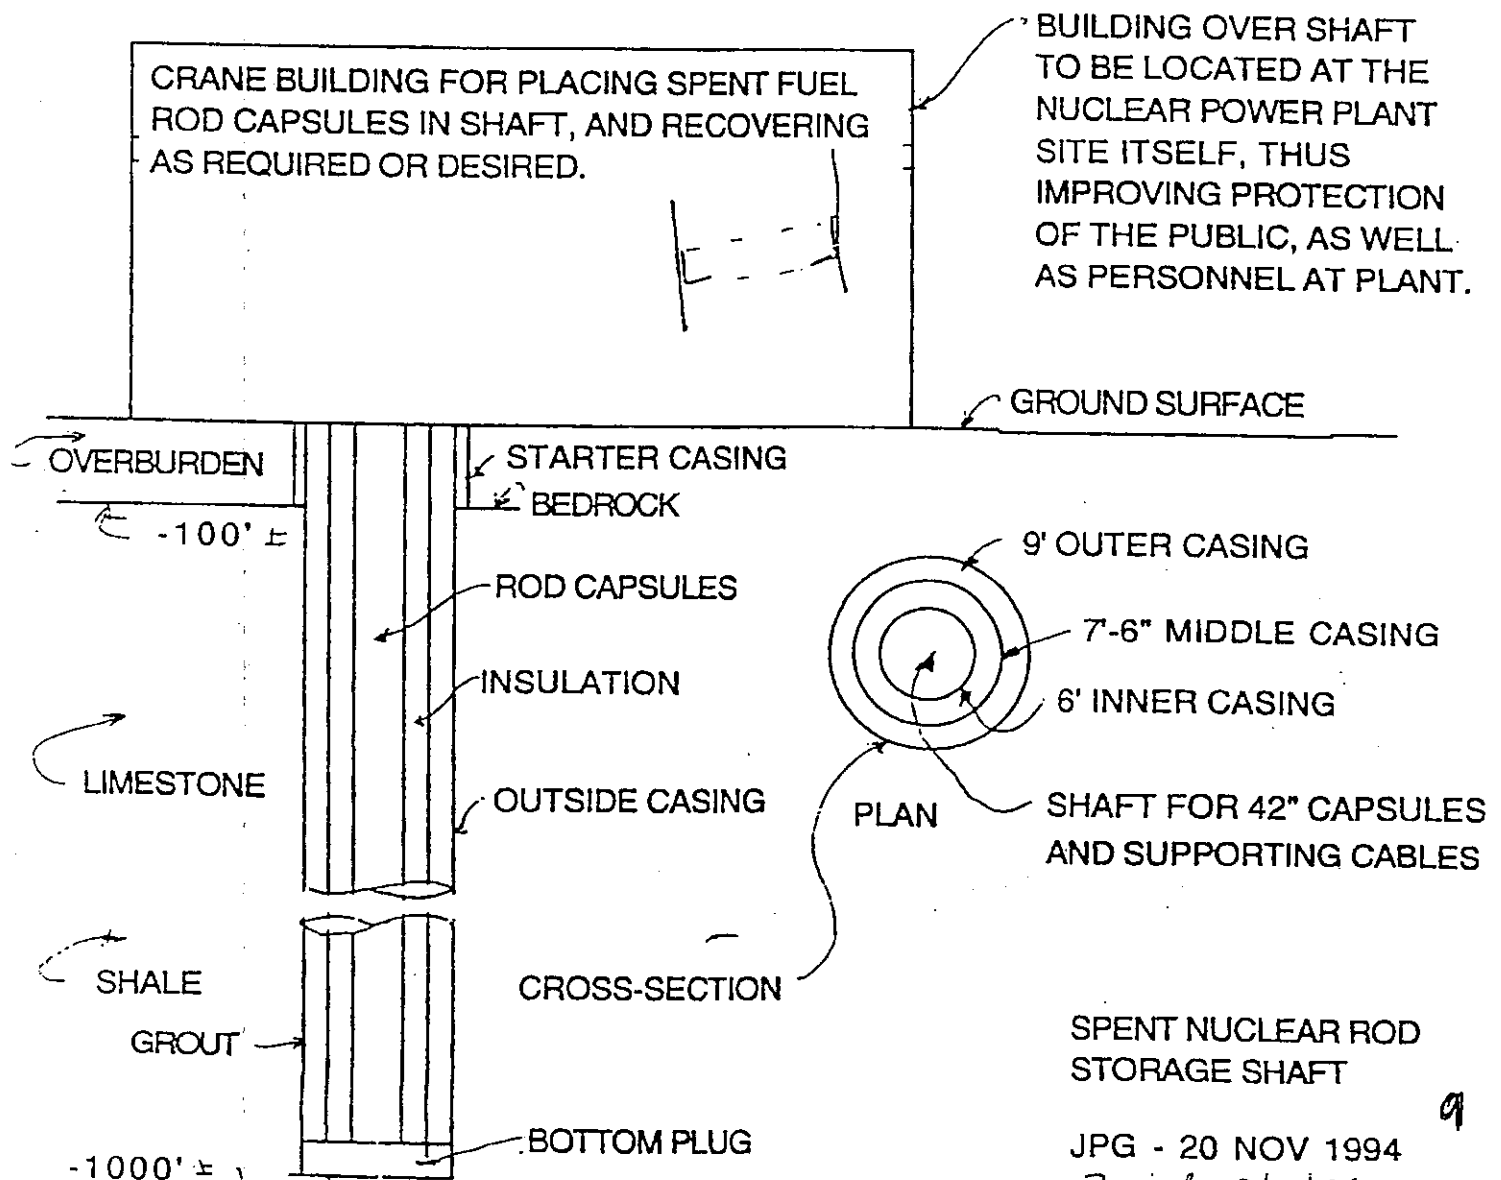 CRANE BUILDING FOR PLACING SPENT FUEL
ROD CAPSULES IN SHAFT, AND RECOVERING
AS REQUIRED OR DESIRED.
BUILDING OVER SHAFT
TO BE LOCATED AT THE
NUCLEAR POWER PLANT
SITE ITSELF, THUS
IMPROVING PROTECTION
OF THE PUBLIC, AS WELL
AS PERSONNEL AT PLANT.
GROUND SURFACE
OVERBURDEN
STARTER CASING
BEDROCK
-100' ±
ROD CAPSULES
INSULATION
LIMESTONE
OUTSIDE CASING
9' OUTER CASING
7'-6" MIDDLE CASING
6' INNER CASING
PLAN
SHAFT FOR 42" CAPSULES
AND SUPPORTING CABLES
SHALE
CROSS-SECTION
GROUT
BOTTOM PLUG
-1000' ±
SPENT NUCLEAR ROD
STORAGE SHAFT
9
JPG - 20 NOV 1994